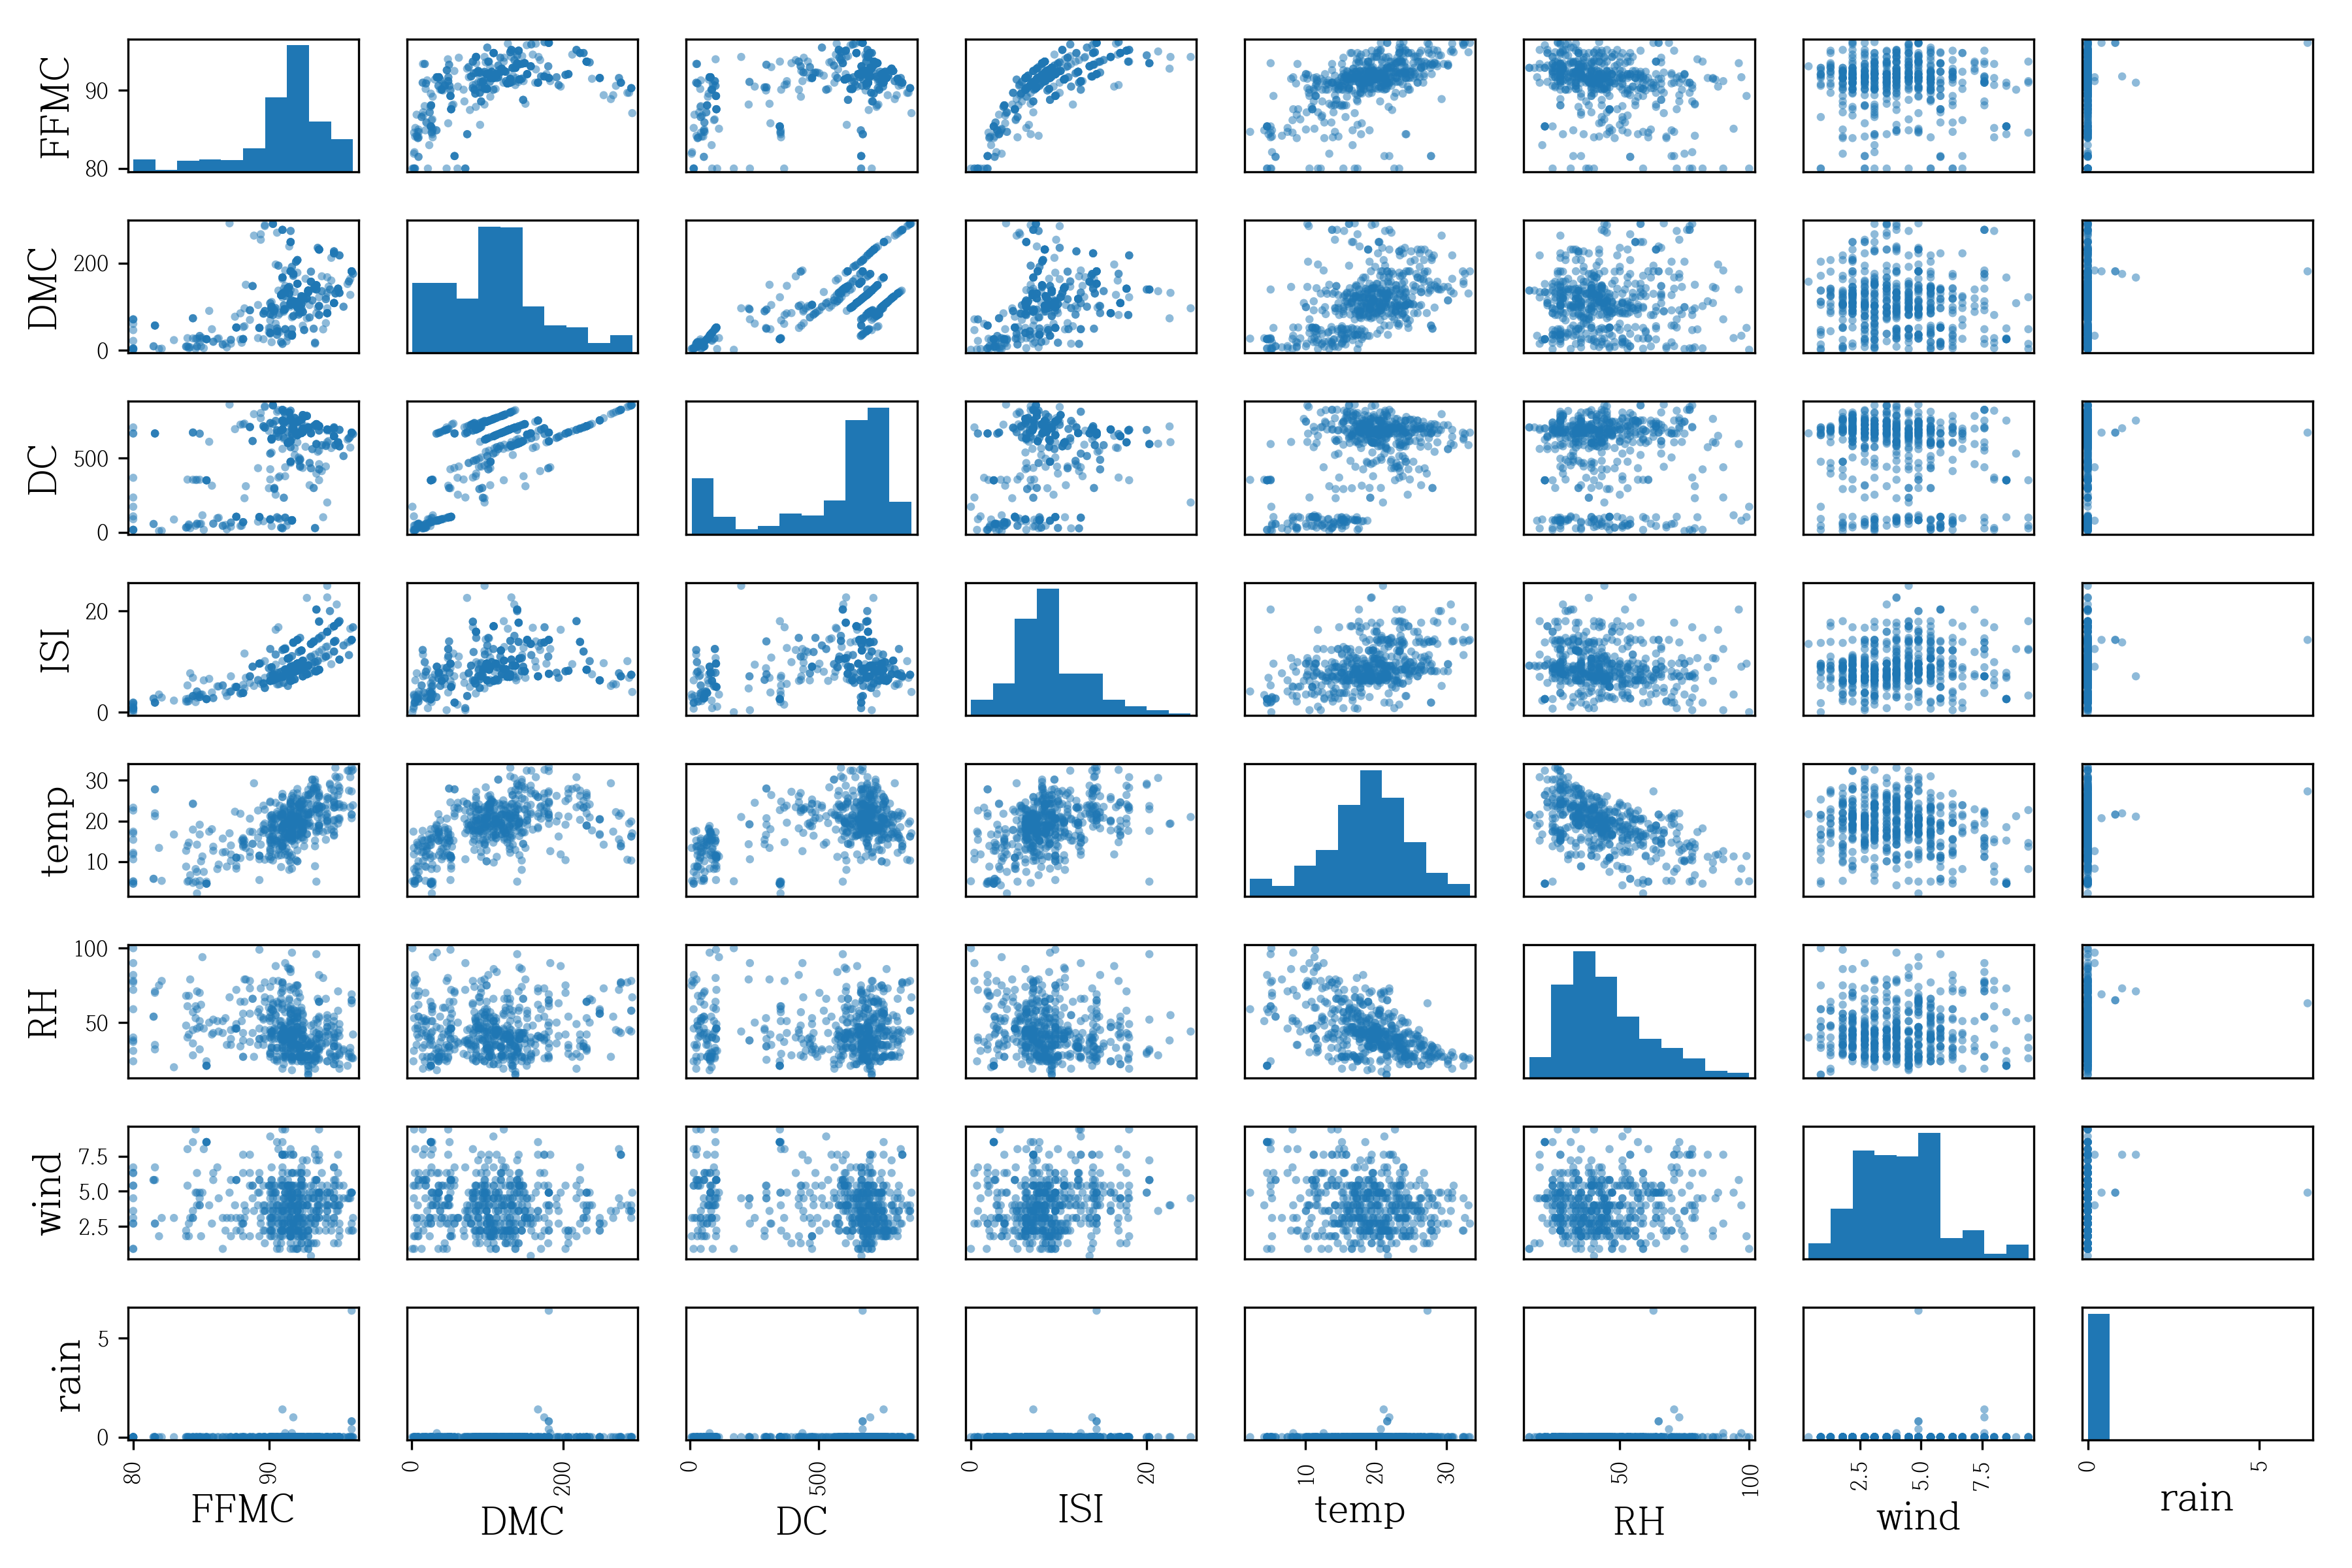 FFMC
90
80
DMC
200
0
DC
500
0
ISI
20
0
temp
30
20
10
RH
100
50
wind
7.5
5.0
2.5
rain
5
0
80 90 0 200 0 500 0 20 10 20 30 50 100 2.5 5.0 7.5 0 5
FFMC DMC DC ISI temp RH wind rain